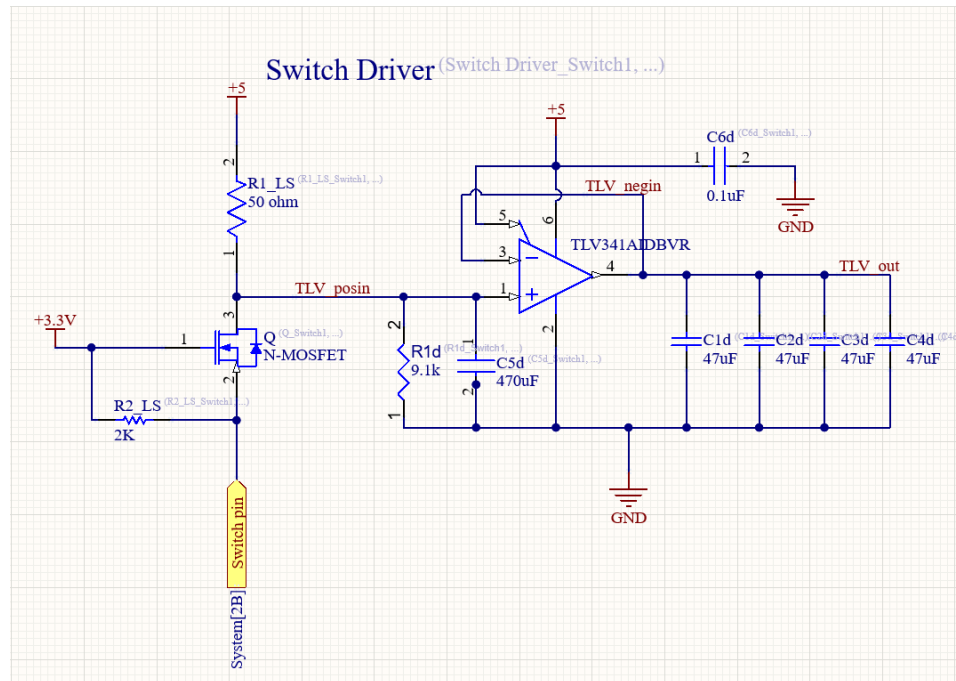 Switch Driver (Switch Driver_Switch1, ...)
+5
+5
2
R1_LS (R1_LS_Switch1, ...)
50 ohm
1
C6d (C6d_Switch1, ...)
1 2
0.1uF
GND
TLV_negin
5
6
TLV341AIDBVR
3
4
TLV_posin
1
2
TLV_out
+3.3V
3
1
Q (Q_Switch1, ...)
N-MOSFET
2
2
R1d (R1d_Switch1, ...)
9.1k
1
1
C5d (C5d_Switch1, ...)
470uF
2
C1d
47uF
C2d
47uF
C3d
47uF
C4d
47uF
R2_LS (R2_LS_Switch1, ...)
2K
GND
Switch pin
System[2B]